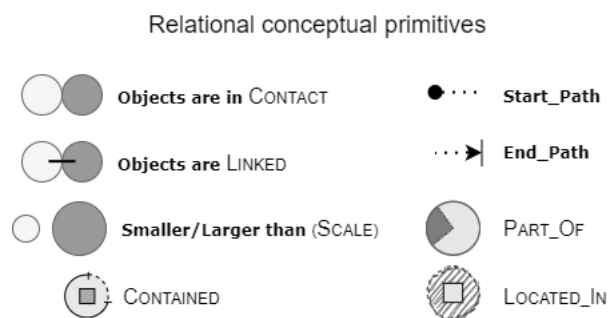 Relational conceptual primitives
Objects are in CONTACT
Start_Path
Objects are LINKED
End_Path
Smaller/Larger than (SCALE)
PART_OF
CONTAINED
LOCATED_IN